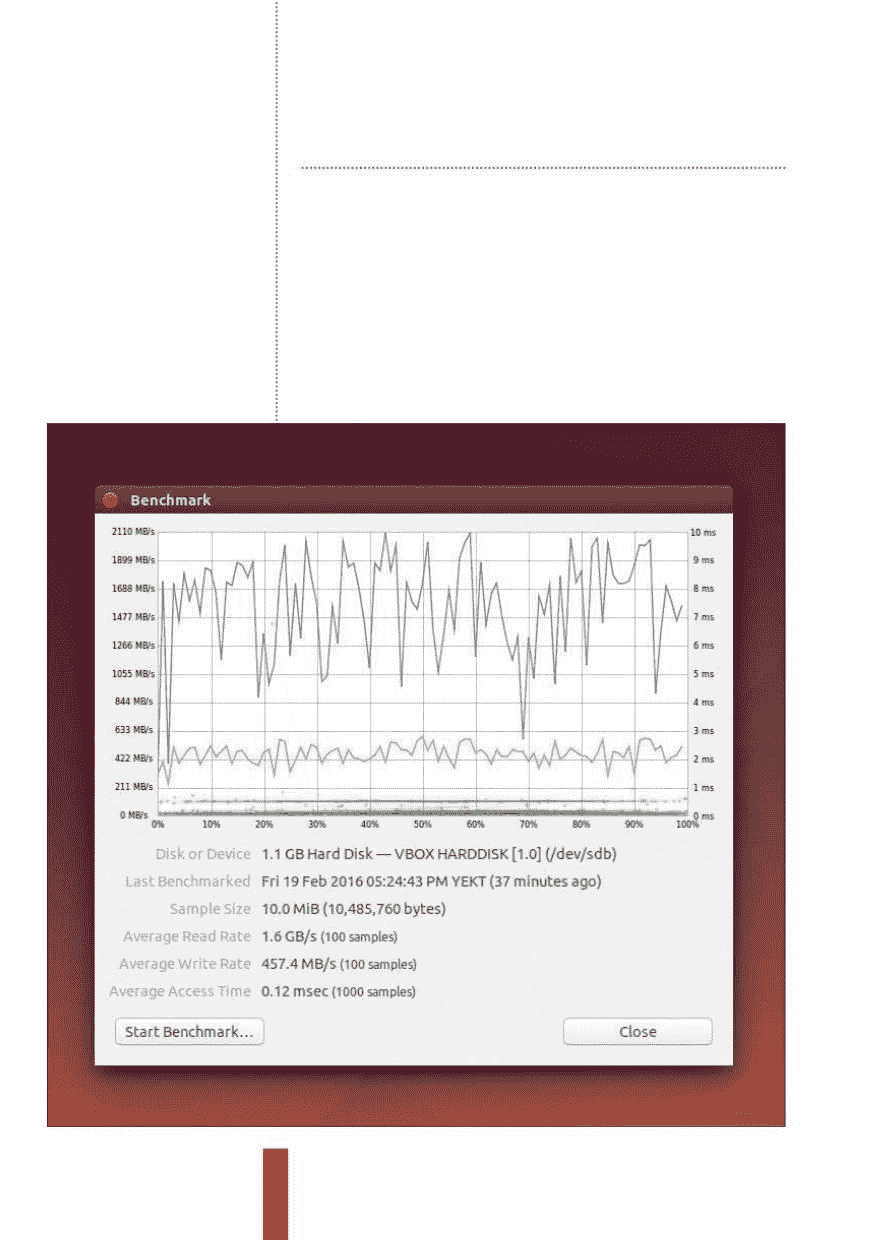 Benchmark
2110 MB/s
10 ms
1899 MB/s
9 ms
1688 MB/s
8 ms
1477 MB/s
7 ms
1266 MB/s
6 ms
1055 MB/s
5 ms
844 MB/s
4 ms
633 MB/s
3 ms
422 MB/s
2 ms
211 MB/s
1 ms
0 MB/s
0 ms
0% 10% 20% 30% 40% 50% 60% 70% 80% 90% 100%
Disk or Device 1.1 GB Hard Disk — VBOX HARDDISK [1.0] (/dev/sdb)
Last Benchmarked Fri 19 Feb 2016 05:24:43 PM YEKT (37 minutes ago)
Sample Size 10.0 MiB (10,485,760 bytes)
Average Read Rate 1.6 GB/s (100 samples)
Average Write Rate 457.4 MB/s (100 samples)
Average Access Time 0.12 msec (1000 samples)
Start Benchmark... Close